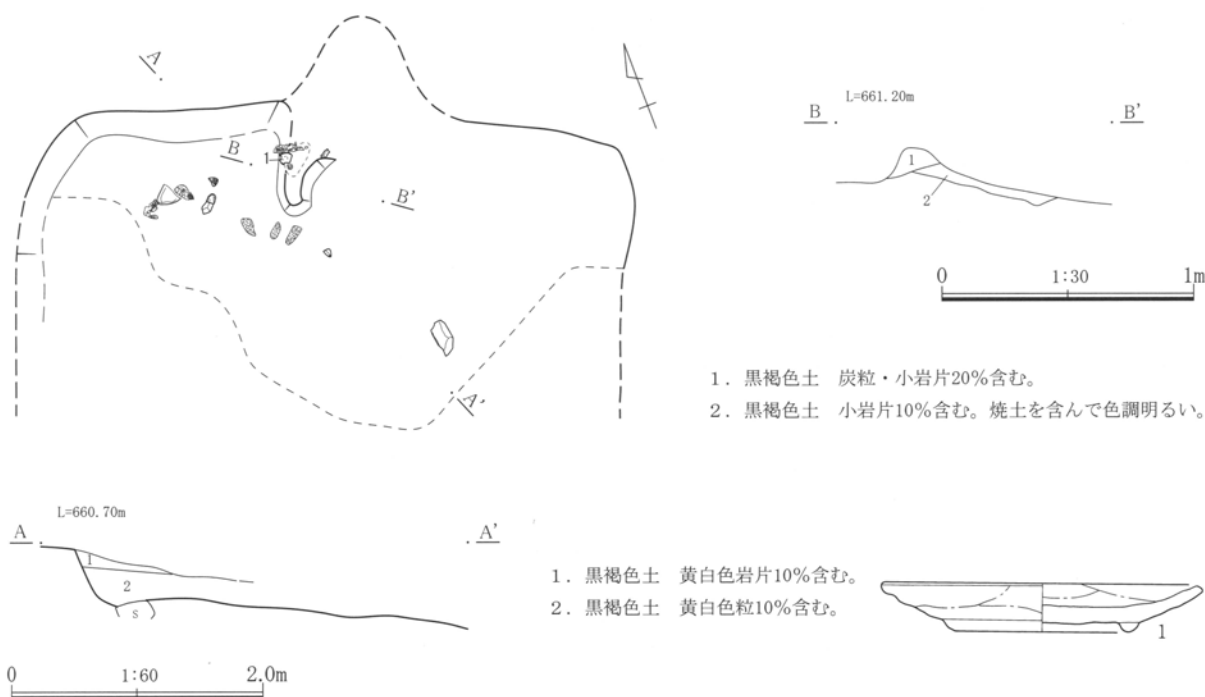 A
B
1
B'
A'
L=661.20m
B B'
1
2
0 1:30 1m
1. 黒褐色土 炭粒・小岩片20%含む。
2. 黒褐色土 小岩片10%含む。焼土を含んで色調明るい。
L=660.70m
A A'
1
2
S
0 1:60 2.0m
1. 黒褐色土 黄白色岩片10%含む。
2. 黒褐色土 黄白色粒10%含む。
1